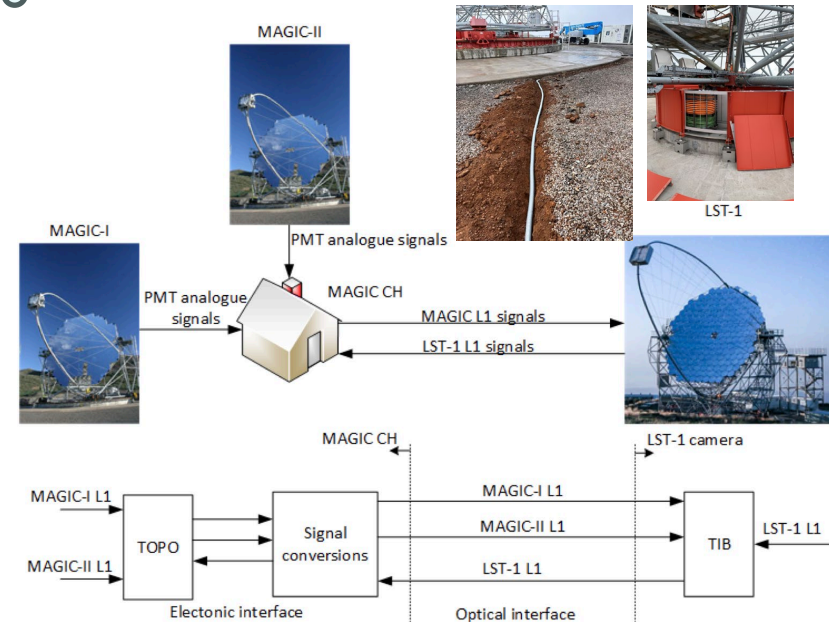 MAGIC-II
LST-1
MAGIC-I
PMT analogue signals
PMT analogue
signals
MAGIC CH
MAGIC L1 signals
LST-1 L1 signals
MAGIC CH
LST-1 camera
MAGIC-I L1
MAGIC-II L1
TOPO
Signal
conversions
MAGIC-I L1
MAGIC-II L1
LST-1 L1
TIB
LST-1 L1
Electonic interface
Optical interface